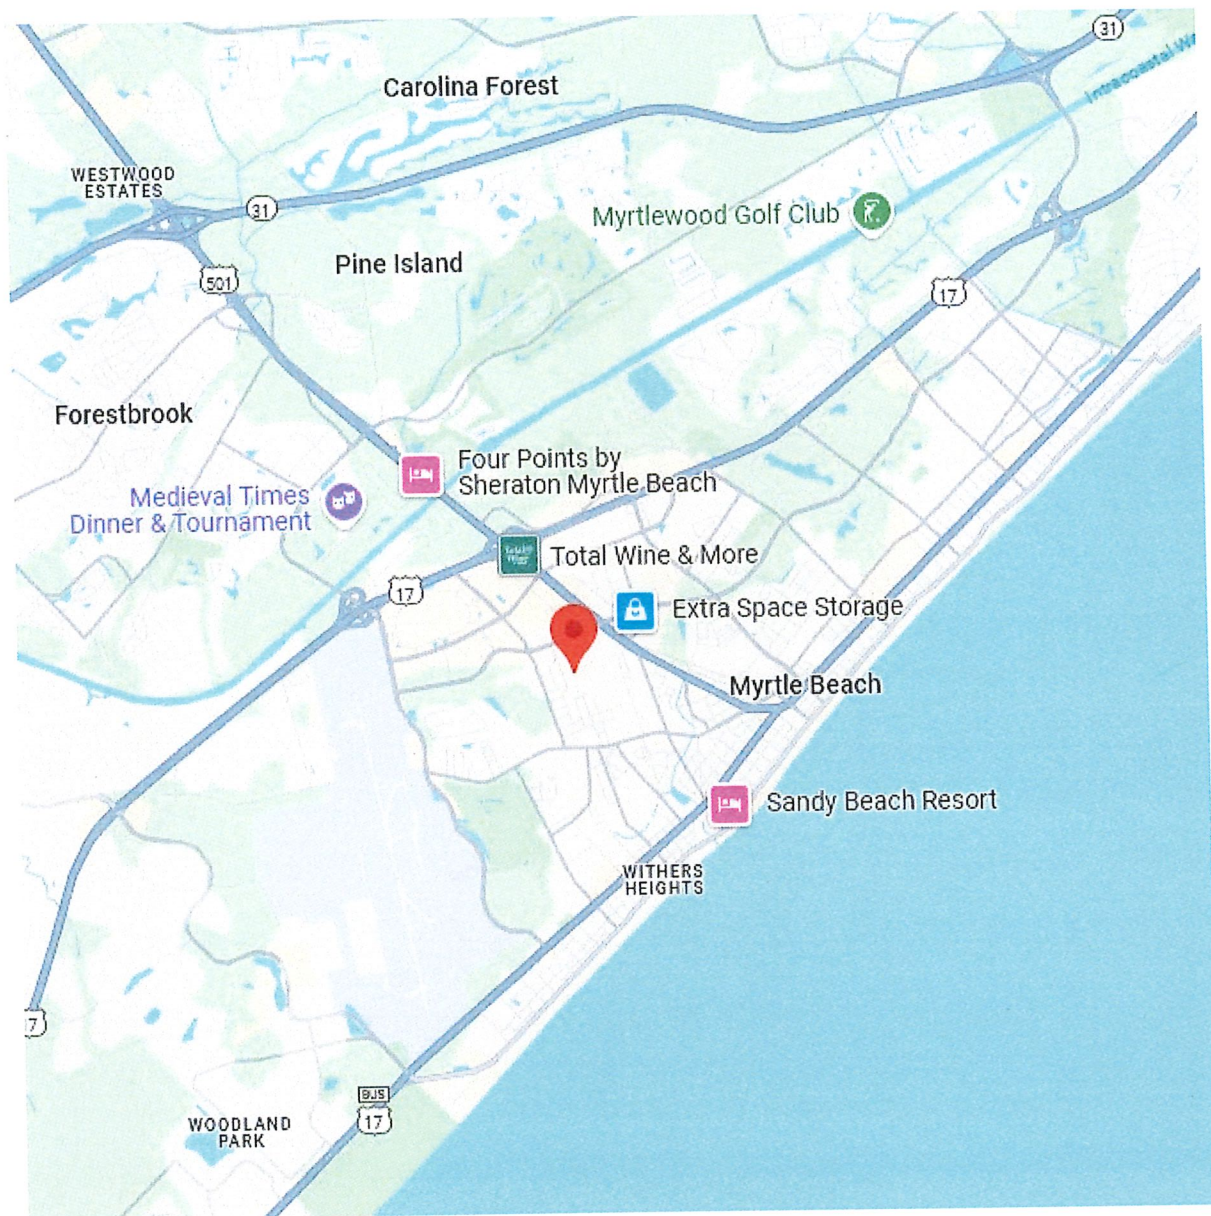 31
Carolina Forest
Intracoastal W
WESTWOOD
ESTATES
31
Myrtlewood Golf Club
Pine Island
501
17
Forestbrook
Four Points by
Sheraton Myrtle Beach
Medieval Times
Dinner & Tournament
Total Wine
Total Wine & More
17
Extra Space Storage
Myrtle Beach
Sandy Beach Resort
WITHERS
HEIGHTS
17
BUS
17
WOODLAND
PARK